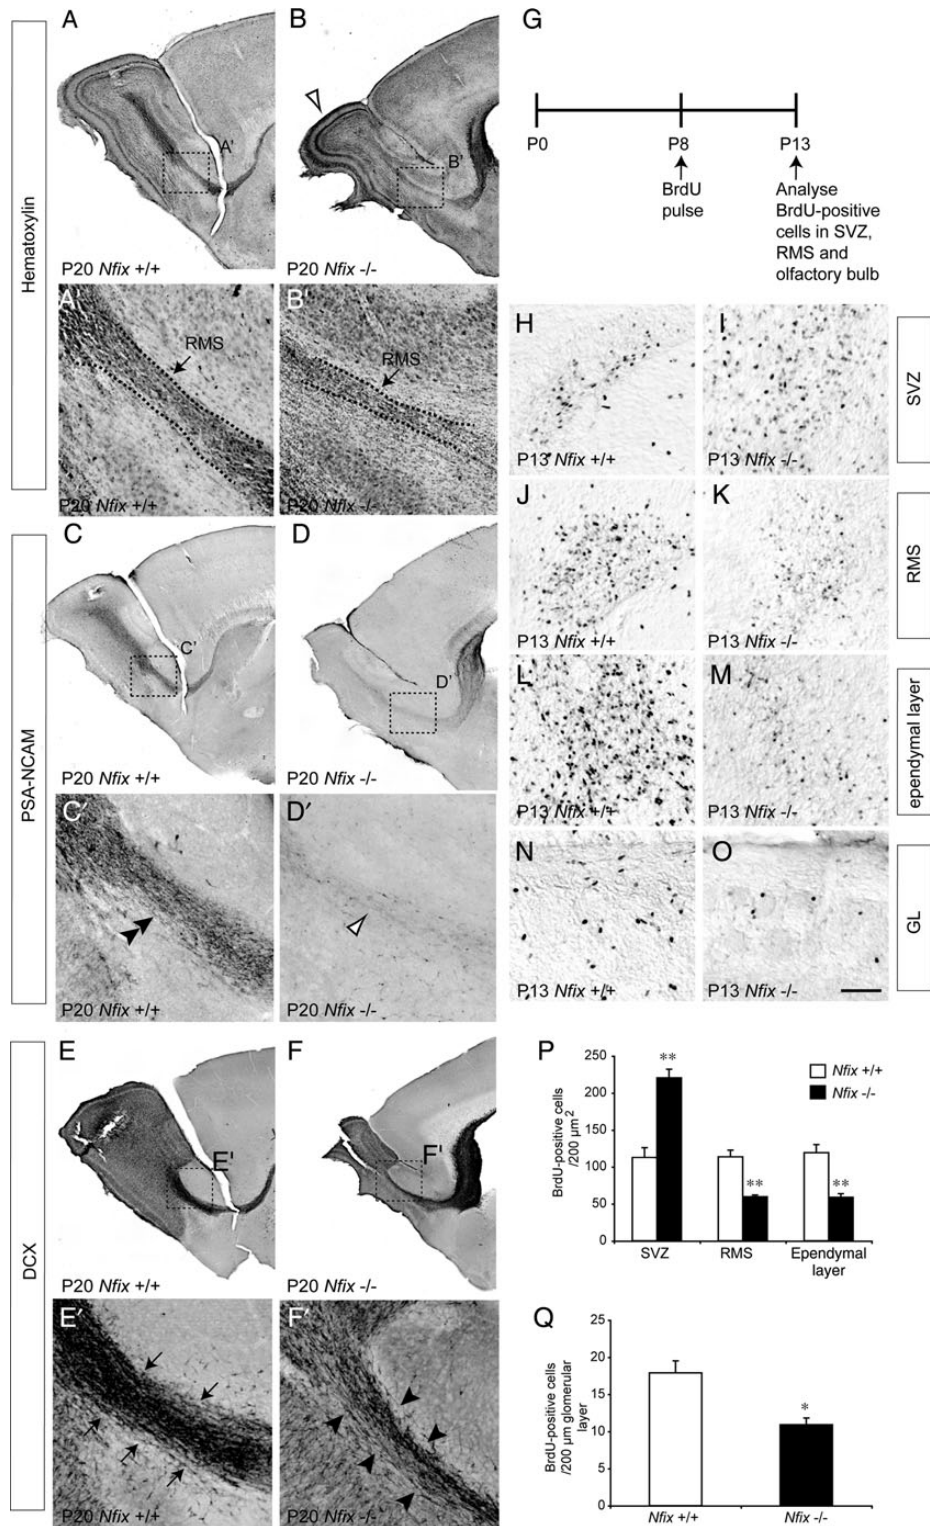 A
B
G
Hematoxylin
A'
B'
P20 Nfix +/+
P20 Nfix -/-
P0
P8
P13
BrdU
pulse
Analyse
BrdU-positive
cells in SVZ,
RMS and
olfactory bulb
A'
B'
RMS
RMS
P20 Nfix +/+
P20 Nfix -/-
H
I
SVZ
P13 Nfix +/+
P13 Nfix -/-
J
K
RMS
P13 Nfix +/+
P13 Nfix -/-
C
D
PSA-NCAM
C'
D'
P20 Nfix +/+
P20 Nfix -/-
L
M
ependymal layer
P13 Nfix +/+
P13 Nfix -/-
C'
D'
P20 Nfix +/+
P20 Nfix -/-
N
O
GL
P13 Nfix +/+
P13 Nfix -/-
E
F
DCX
E'
F'
P20 Nfix +/+
P20 Nfix -/-
E'
F'
P20 Nfix +/+
P20 Nfix -/-
P
BrdU-positive cells
/200 µm2
250
200
150
100
50
0
**
**
**
Nfix +/+
Nfix -/-
SVZ
RMS
Ependymal
layer
Q
BrdU-positive cells
/200 µm glomerular
layer
25
20
15
10
5
0
*
Nfix +/+
Nfix -/-